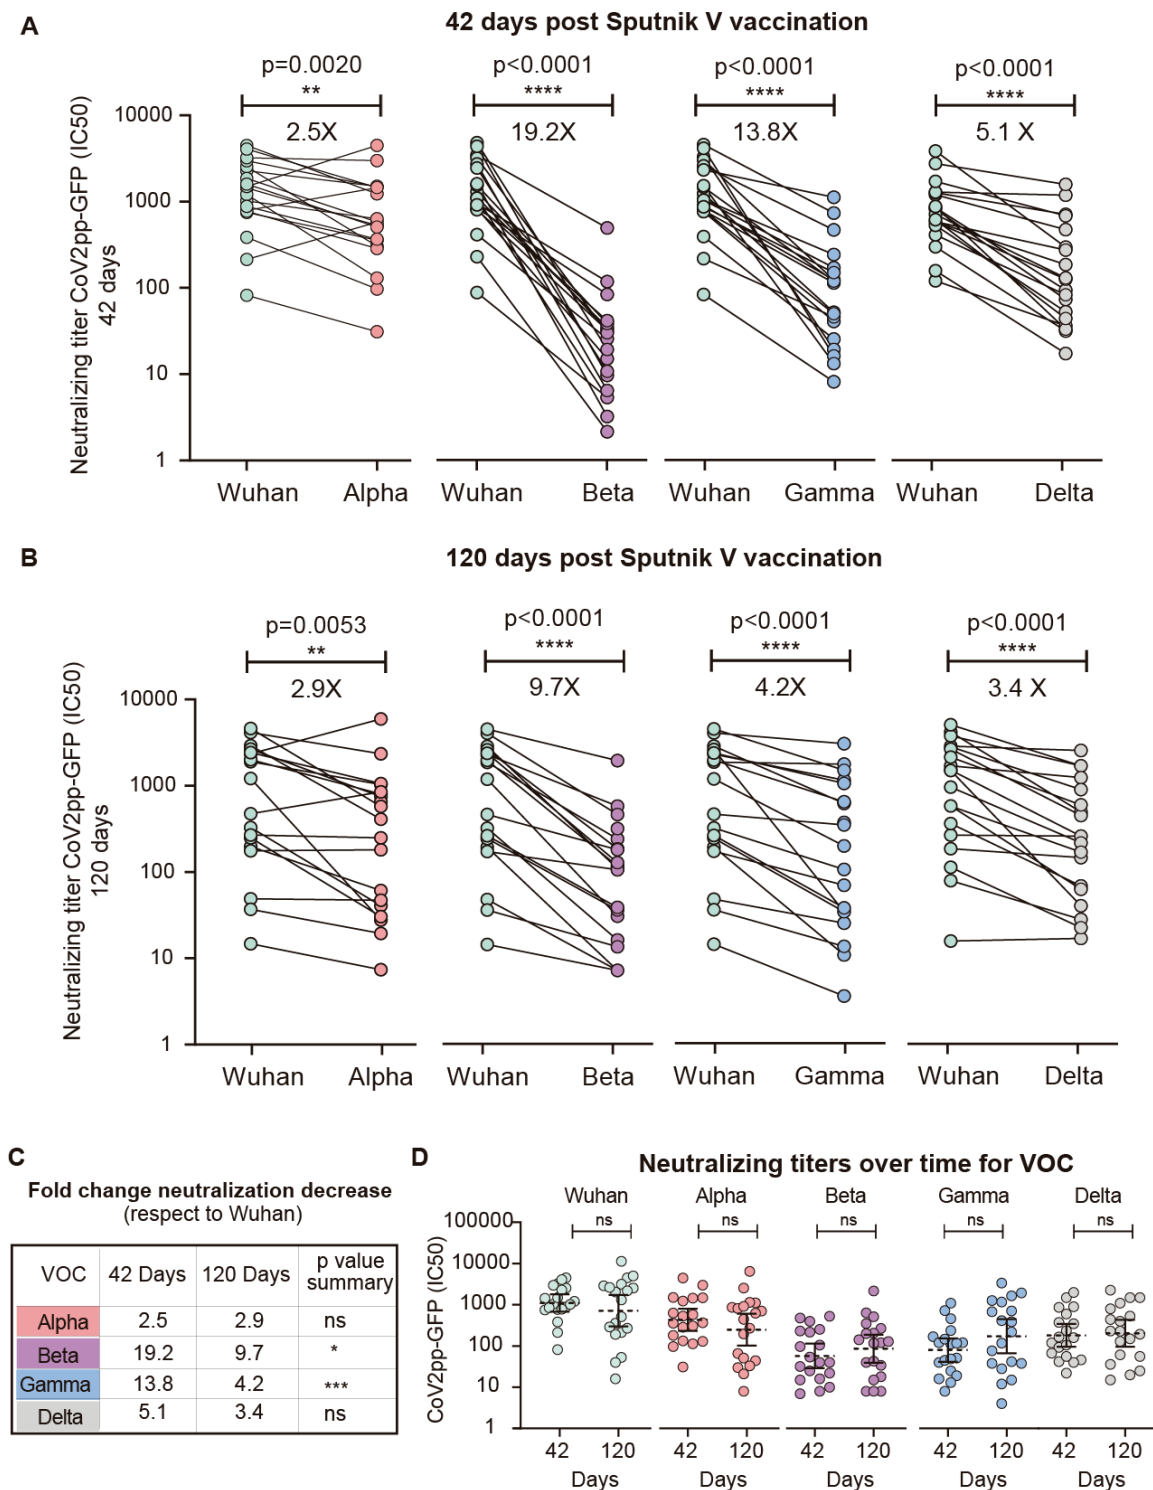 A
42 days post Sputnik V vaccination
p=0.0020
p<0.0001
p<0.0001
p<0.0001
**
****
****
****
2.5X
19.2X
13.8X
5.1 X
Neutralizing titer CoV2pp-GFP (IC50)
42 days
10000
1000
100
10
1
Wuhan Alpha
Wuhan Beta
Wuhan Gamma
Wuhan Delta
B
120 days post Sputnik V vaccination
p=0.0053
p<0.0001
p<0.0001
p<0.0001
**
****
****
****
2.9X
9.7X
4.2X
3.4 X
Neutralizing titer CoV2pp-GFP (IC50)
120 days
10000
1000
100
10
1
Wuhan Alpha
Wuhan Beta
Wuhan Gamma
Wuhan Delta
C
Fold change neutralization decrease
(respect to Wuhan)
VOC 42 Days 120 Days p value summary
Alpha 2.5 2.9 ns
Beta 19.2 9.7 *
Gamma 13.8 4.2 ***
Delta 5.1 3.4 ns
D
Neutralizing titers over time for VOC
Wuhan Alpha Beta Gamma Delta
ns ns ns ns ns
CoV2pp-GFP (IC50)
100000
10000
1000
100
10
1
42 120 42 120 42 120 42 120 42 120
Days Days Days Days Days